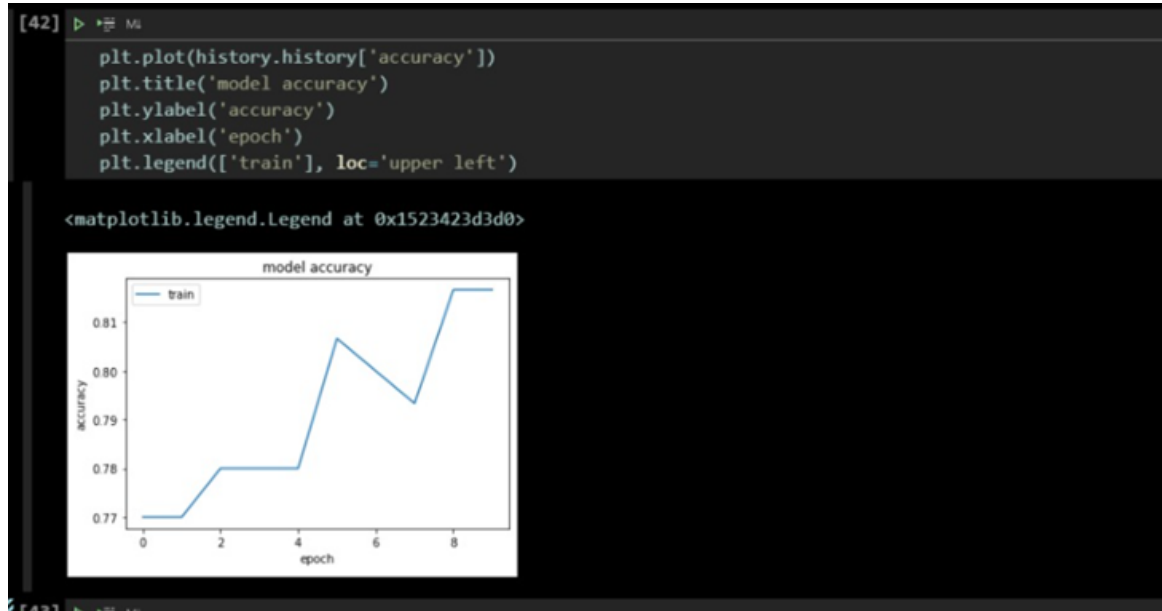 [42] M↓
plt.plot(history.history['accuracy'])
plt.title('model accuracy')
plt.ylabel('accuracy')
plt.xlabel('epoch')
plt.legend(['train'], loc='upper left')
<matplotlib.legend.Legend at 0x1523423d3d0>
model accuracy
train
0.81
0.80
0.79
0.78
0.77
accuracy
0 2 4 6 8
epoch
[43] M↓